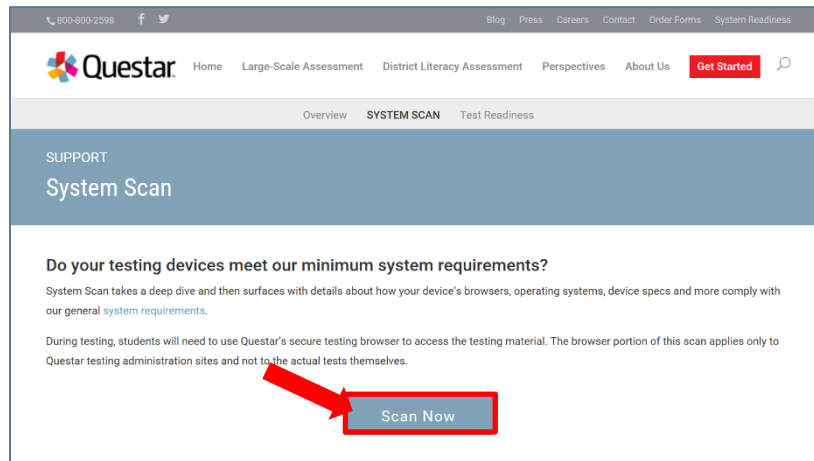 800-800-2598 Blog Press Careers Contact Order Forms System Readiness
Questar. Home Large-Scale Assessment District Literacy Assessment Perspectives About Us Get Started
Overview SYSTEM SCAN Test Readiness
SUPPORT
System Scan
Do your testing devices meet our minimum system requirements?
System Scan takes a deep dive and then surfaces with details about how your device's browsers, operating systems, device specs and more comply with
our general system requirements.
During testing, students will need to use Questar's secure testing browser to access the testing material. The browser portion of this scan applies only to
Questar testing administration sites and not to the actual tests themselves.
Scan Now